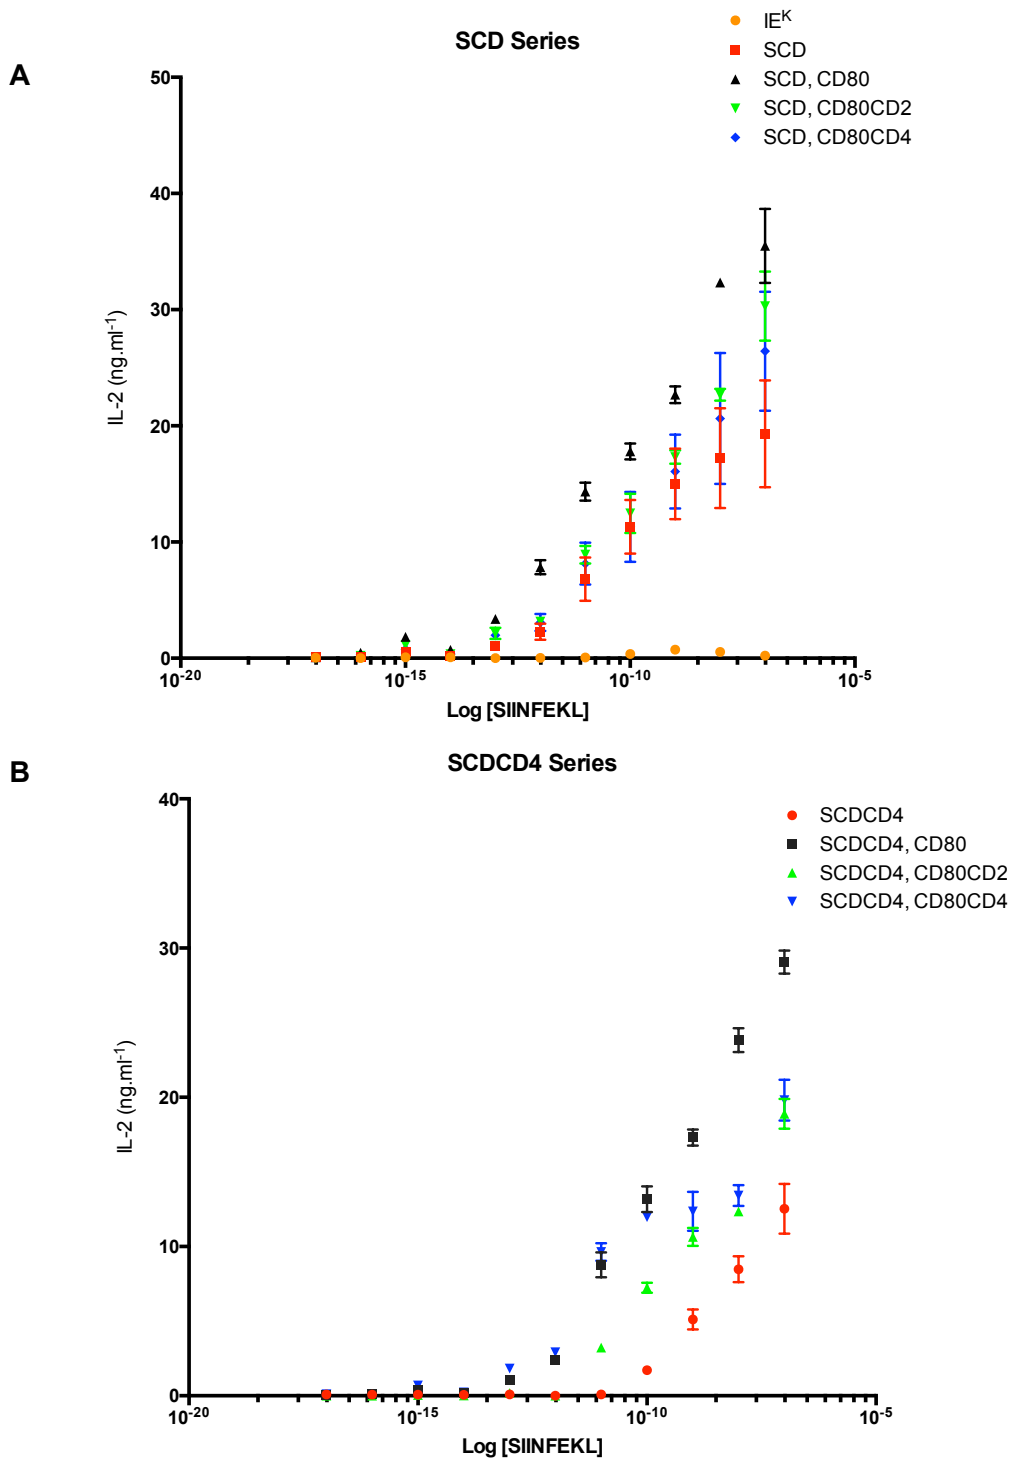 A
SCD Series
IE^K
SCD
SCD, CD80
SCD, CD80CD2
SCD, CD80CD4
50
40
30
20
10
0
IL-2 (ng.ml-1)
10-20
10-15
10-10
10-5
Log [SIINFEKL]
B
SCDCD4 Series
SCDCD4
SCDCD4, CD80
SCDCD4, CD80CD2
SCDCD4, CD80CD4
40
30
20
10
0
IL-2 (ng.ml-1)
10-20
10-15
10-10
10-5
Log [SIINFEKL]